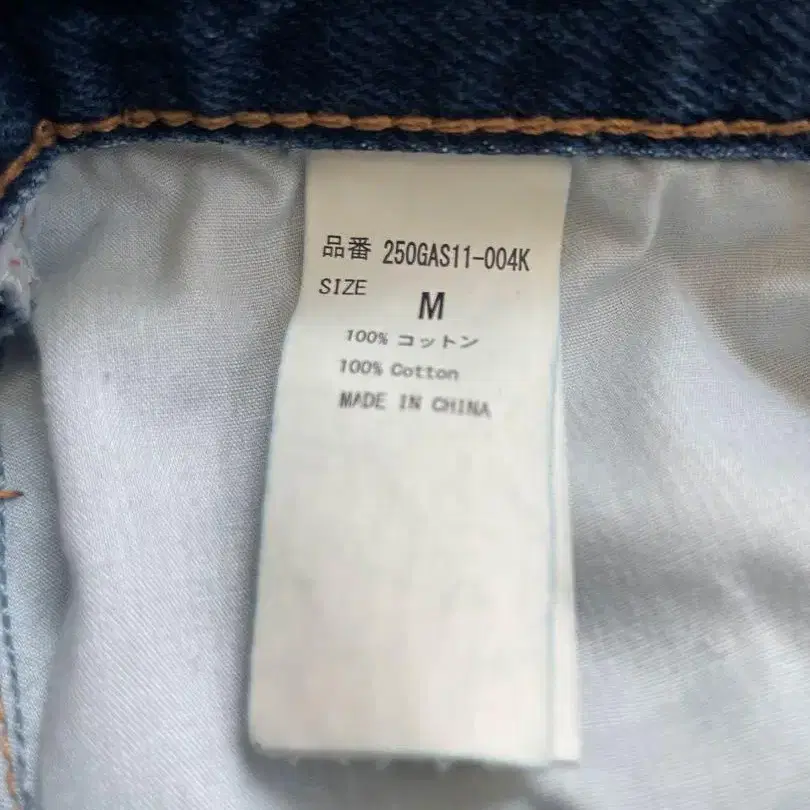 品番 250GAS11-004K
SIZE M
100% コットン
100% Cotton
MADE IN CHINA